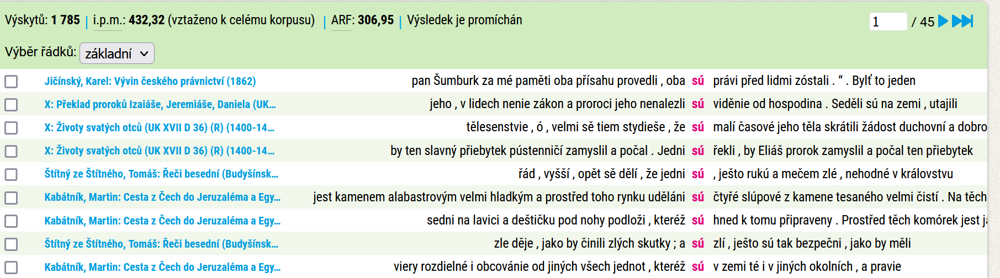 Výskytů: 1 785 | i.p.m.: 432,32 (vztaženo k celému korpusu) | ARF: 306,95 | Výsledek je promíchán 1 / 45
Výběr řádků: základní
Jičínský, Karel: Vývin českého právnictví (1862) pan Šumburk za mé paměti oba přísahu provedli , oba sú právi před lidmi zóstali . “ . Bylť to jeden
X: Překlad proroků Izaiáše, Jeremiáše, Daniela (UK… jeho , v lidech nenie zákon a proroci jeho nenalezli sú viděnie od hospodina . Seděli sú na zemi , utajili
X: Životy svatých otců (UK XVII D 36) (R) (1400-14… tělesenstvie , ó , velmi sě tiem stydieše , že sú malí časové jeho těla skrátili žádost duchovní a dobro
X: Životy svatých otců (UK XVII D 36) (R) (1400-14… by ten slavný přiebytek pústenničí zamyslil a počal . Jedni sú řekli , by Eliáš prorok zamyslil a počal ten přiebytek
Štítný ze Štítného, Tomáš: Řeči besední (Budyšínsk… řád , vyšší , opět sě dělí , že jedni sú , ješto rukú a mečem zlé , nehodné v královstvu
Kabátník, Martin: Cesta z Čech do Jeruzaléma a Egy… jest kamenem alabastrovým velmi hladkým a prostřed toho rynku uděláni sú čtyřé slúpové z kamene tesaného velmi čistí . Na těch
Kabátník, Martin: Cesta z Čech do Jeruzaléma a Egy… sedni na lavici a deštičku pod nohy podloži , kteréž sú hned k tomu připraveny . Prostřed těch komórek jest
Štítný ze Štítného, Tomáš: Řeči besední (Budyšínsk… zle děje , jako by činili zlých skutky ; a sú zlí , ješto sú tak bezpečni , jako by měli
Kabátník, Martin: Cesta z Čech do Jeruzaléma a Egy… viery rozdielné i obcovánie od jiných všech jednot , kteréž sú v zemi té i v jiných okolních , a pravie